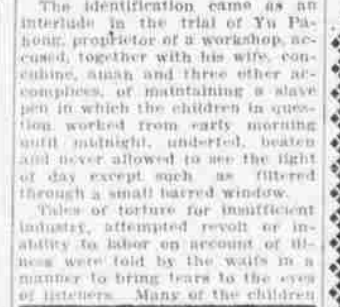 The identification came as an
interlude in the trial of Yu Pa-
hong, proprietor of a workshop, ac-
cused, together with his wife, con-
cubine, aman and three other ac-
complices, of maintaining a slave
pen in which the children in ques-
tion worked from early morning
until midnight, underfed, beaten
and never allowed to see the light
of day except such as filtered
through a small barred window.
Tales of torture for insufficient
industry, attempted revolt or in-
ability to labor on account of ill-
ness were told by the waifs in a
manner to bring tears to the eyes
of listeners. Many of the children